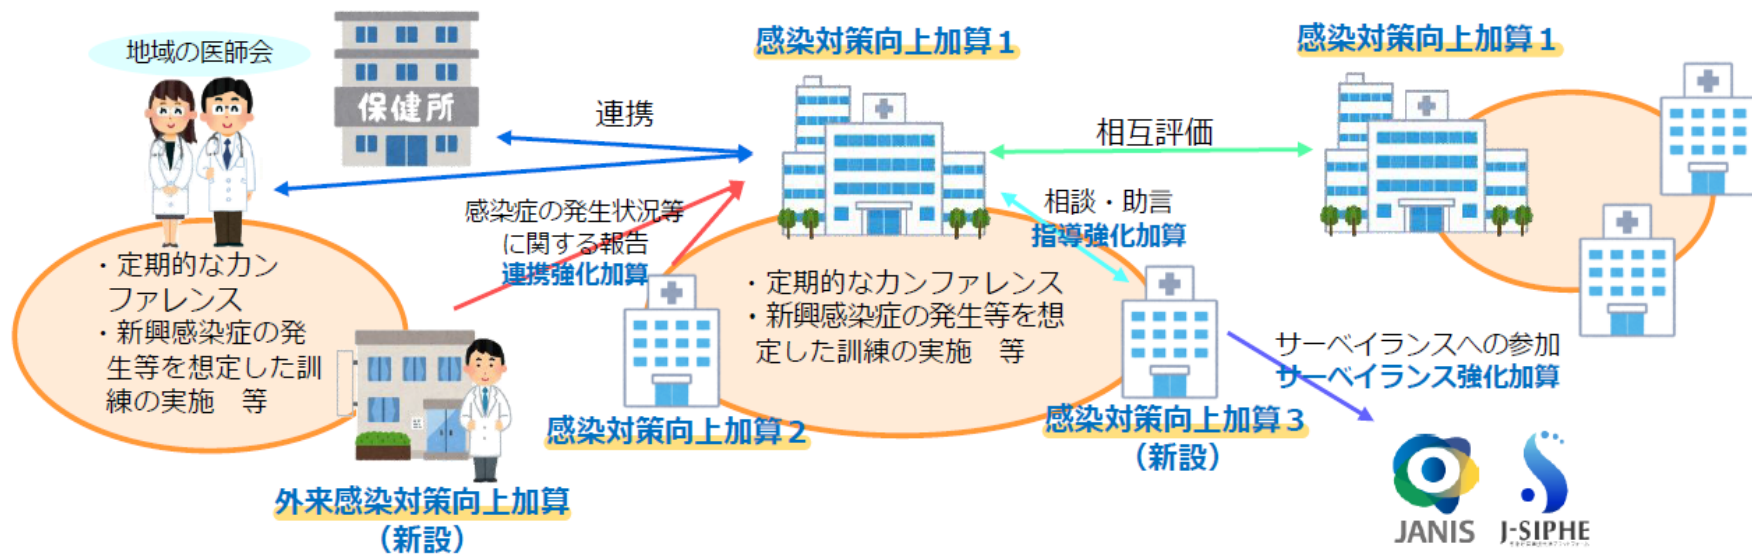 地域の医師会
保健所
連携
感染対策向上加算1
相互評価
感染対策向上加算1
感染症の発生状況等
に関する報告
連携強化加算
相談・助言
指導強化加算
・定期的なカン
ファレンス
・新興感染症の発
生等を想定した訓
練の実施　等
・定期的なカンファレンス
・新興感染症の発生等を想
定した訓練の実施　等
サーベイランスへの参加
サーベイランス強化加算
感染対策向上加算2
感染対策向上加算3
（新設）
外来感染対策向上加算
（新設）
JANIS
J-SIPHE